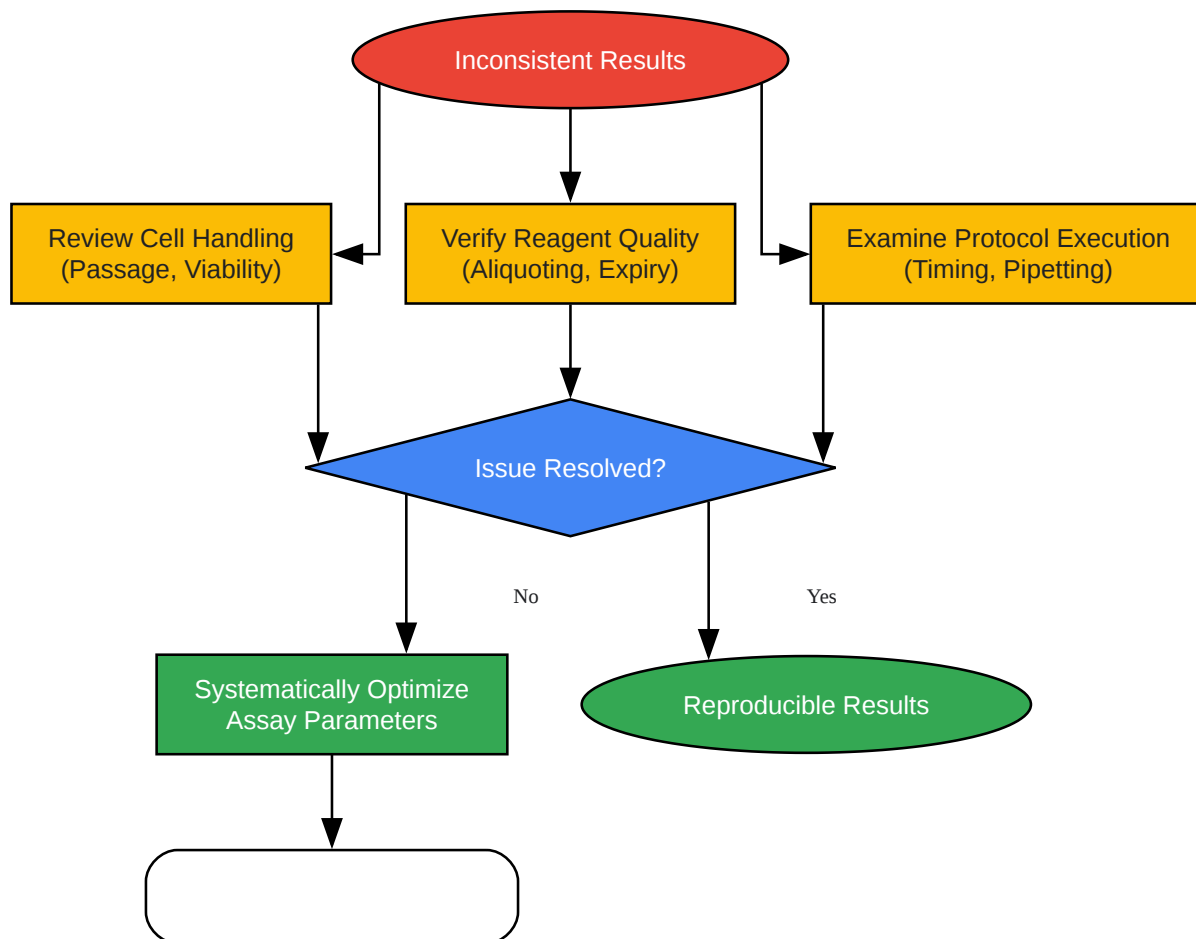 Inconsistent Results
Review Cell Handling
(Passage, Viability)
Verify Reagent Quality
(Aliquoting, Expiry)
Examine Protocol Execution
(Timing, Pipetting)
Issue Resolved?
No
Yes
Systematically Optimize
Assay Parameters
Reproducible Results